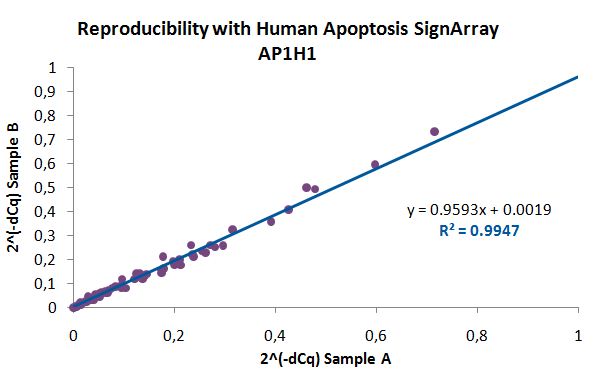 Reproducibility with Human Apoptosis SignArray
AP1H1
1
0,9
0,8
0,7
0,6
0,5
0,4
0,3
0,2
0,1
0
2^(-dCq) Sample B
y = 0.9593x + 0.0019
R² = 0.9947
0 0,2 0,4 0,6 0,8 1
2^(-dCq) Sample A